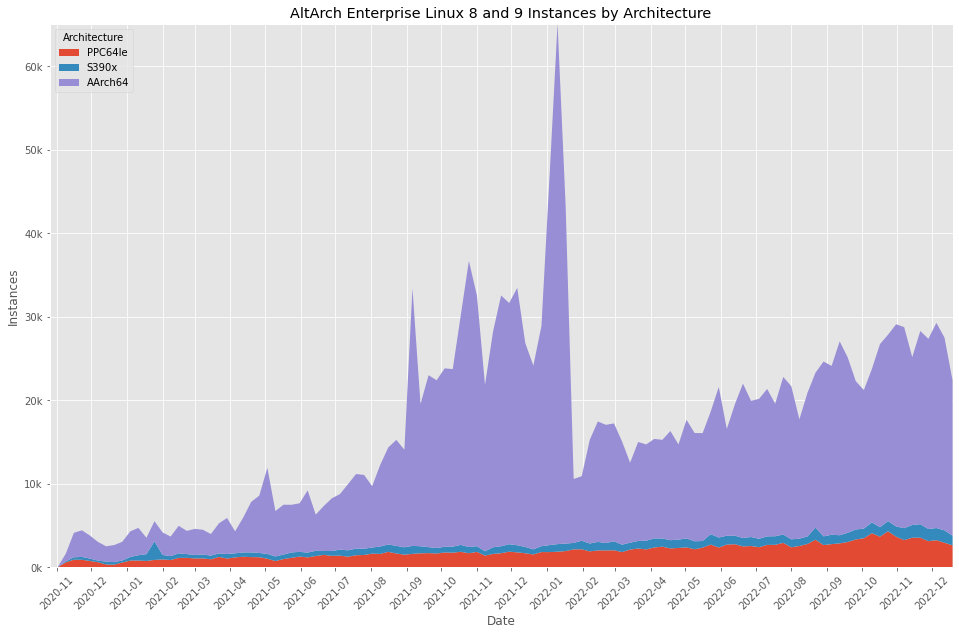 AltArch Enterprise Linux 8 and 9 Instances by Architecture
Architecture
PPC64le
S390x
AArch64
60k
50k
40k
30k
20k
10k
0k
Instances
2020-11
2020-12
2021-01
2021-02
2021-03
2021-04
2021-05
2021-06
2021-07
2021-08
2021-09
2021-10
2021-11
2021-12
2022-01
2022-02
2022-03
2022-04
2022-05
2022-06
2022-07
2022-08
2022-09
2022-10
2022-11
2022-12
Date